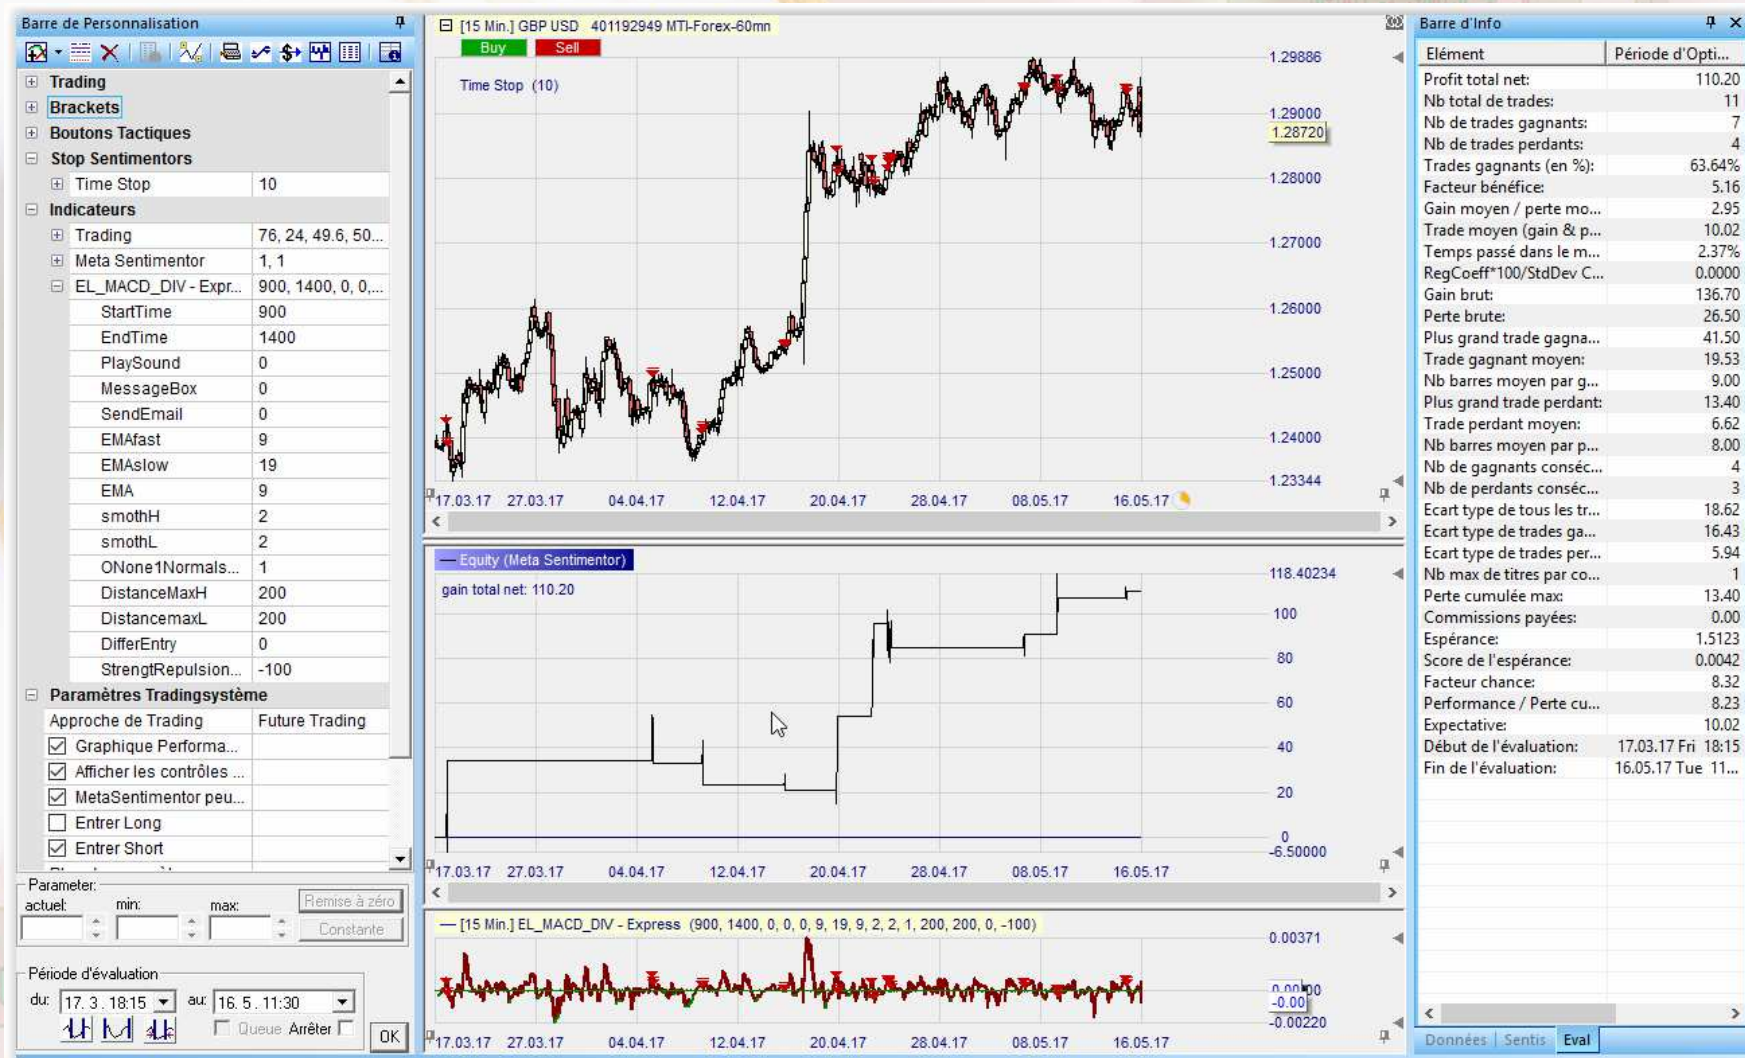 Barre de Personnalisation
Trading
Brackets
Boutons Tactiques
Stop Sentimentors
Time Stop 10
Indicateurs
Trading 76, 24, 49.6, 50...
Meta Sentimentor 1, 1
EL_MACD_DIV - Expr... 900, 1400, 0, 0,...
StartTime 900
EndTime 1400
PlaySound 0
MessageBox 0
SendEmail 0
EMAfast 9
EMAslow 19
EMA 9
smothH 2
smothL 2
ONone1Normals... 1
DistanceMaxH 200
DistancemaxL 200
DifferEntry 0
StrengtRepulsion... -100
Paramètres Tradingsystème
Approche de Trading Future Trading
Graphique Performa...
Afficher les contrôles ...
MetaSentimentor peu...
Entrer Long
Entrer Short
Parameter:
actuel: min: max: Remise à zéro
Constante
Période d'évaluation
du: 17. 3 . 18:15 au: 16. 5 . 11:30
Queue Arrêter
OK
[15 Min.] GBP USD 401192949 MTI-Forex-60mn
Buy Sell
Time Stop (10)
1.29886
1.29000
1.28720
1.28000
1.27000
1.26000
1.25000
1.24000
1.23344
17.03.17 27.03.17 04.04.17 12.04.17 20.04.17 28.04.17 08.05.17 16.05.17
Equity (Meta Sentimentor)
gain total net: 110.20
118.40234
100
80
60
40
20
0
-6.50000
17.03.17 27.03.17 04.04.17 12.04.17 20.04.17 28.04.17 08.05.17 16.05.17
[15 Min.] EL_MACD_DIV - Express (900, 1400, 0, 0, 0, 9, 19, 9, 2, 2, 1, 200, 200, 0, -100)
0.00371
-0.00
-0.00220
17.03.17 27.03.17 04.04.17 12.04.17 20.04.17 28.04.17 08.05.17 16.05.17
Barre d'Info
Elément Période d'Opti...
Profit total net: 110.20
Nb total de trades: 11
Nb de trades gagnants: 7
Nb de trades perdants: 4
Trades gagnants (en %): 63.64%
Facteur bénéfice: 5.16
Gain moyen / perte mo... 2.95
Trade moyen (gain & p... 10.02
Temps passé dans le m... 2.37%
RegCoeff*100/StdDev C... 0.0000
Gain brut: 136.70
Perte brute: 26.50
Plus grand trade gagna... 41.50
Trade gagnant moyen: 19.53
Nb barres moyen par g... 9.00
Plus grand trade perdant: 13.40
Trade perdant moyen: 6.62
Nb barres moyen par p... 8.00
Nb de gagnants conséc... 4
Nb de perdants conséc... 3
Ecart type de tous les tr... 18.62
Ecart type de trades ga... 16.43
Ecart type de trades per... 5.94
Nb max de titres par co... 1
Perte cumulée max: 13.40
Commissions payées: 0.00
Espérance: 1.5123
Score de l'espérance: 0.0042
Facteur chance: 8.32
Performance / Perte cu... 8.23
Expectative: 10.02
Début de l'évaluation: 17.03.17 Fri 18:15
Fin de l'évaluation: 16.05.17 Tue 11...
Données Sentis Eval